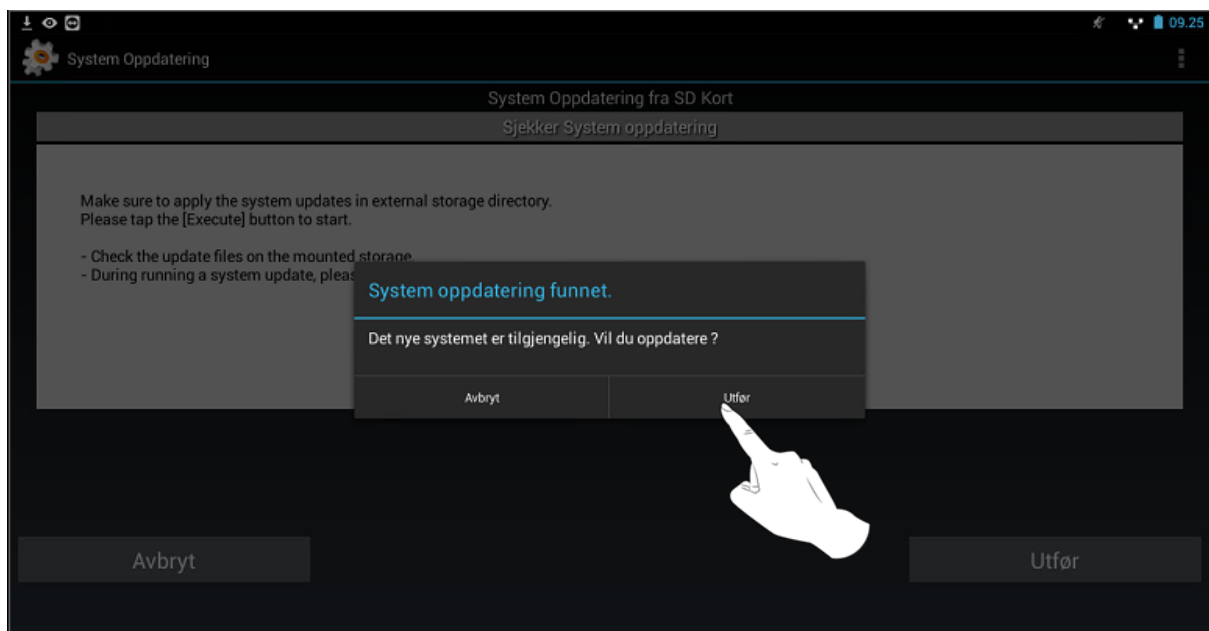 09.25
System Oppdatering
System Oppdatering fra SD Kort
Sjekker System oppdatering
Make sure to apply the system updates in external storage directory.
Please tap the [Execute] button to start.
- Check the update files on the mounted storage.
- During running a system update, pleas
System oppdatering funnet.
Det nye systemet er tilgjengelig. Vil du oppdatere ?
Avbryt
Utfør
Avbryt
Utfør